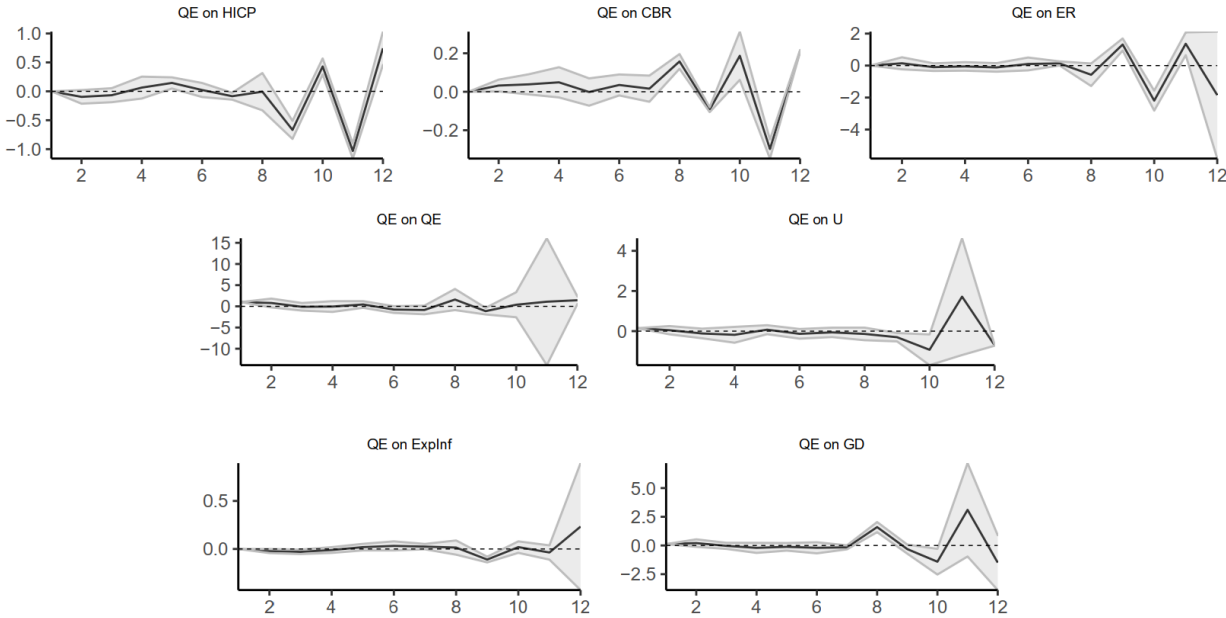 QE on HICP
1.0
0.5
0.0
−0.5
−1.0
2 4 6 8 10 12
QE on CBR
0.2
0.0
−0.2
2 4 6 8 10 12
QE on ER
2
0
−2
−4
2 4 6 8 10 12
QE on QE
15
10
5
0
−5
−10
2 4 6 8 10 12
QE on U
4
2
0
2 4 6 8 10 12
QE on ExpInf
0.5
0.0
2 4 6 8 10 12
QE on GD
5.0
2.5
0.0
−2.5
2 4 6 8 10 12